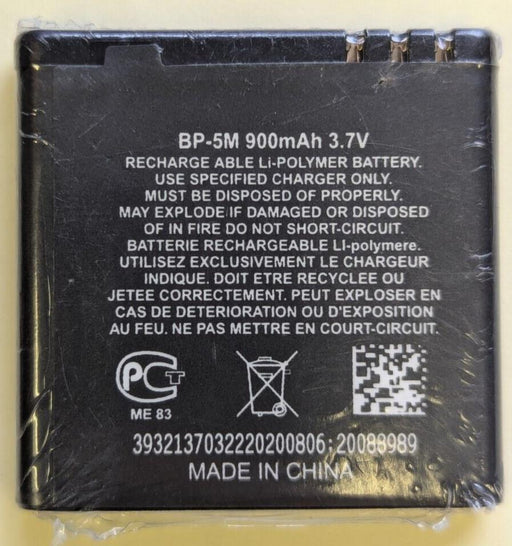 BP-5M 900mAh 3.7V
RECHARGE ABLE Li-POLYMER BATTERY.
USE SPECIFIED CHARGER ONLY.
MUST BE DISPOSED OF PROPERLY.
MAY EXPLODE IF DAMAGED OR DISPOSED
OF IN FIRE DO NOT SHORT-CIRCUIT.
BATTERIE RECHARGEABLE LI-polymere.
UTILISEZ EXCLUSIVEMENT LE CHARGEUR
INDIQUE. DOIT ETRE RECYCLEE OU
JETEE CORRECTEMENT. PEUT EXPLORER EN
CAS DE DETERIORATION OU DE MISE
AU FEU. NE PAS METTRE EN COURT-CIRCUIT.
PCT
ME 83
3932137032220200806:20088989
MADE IN CHINA